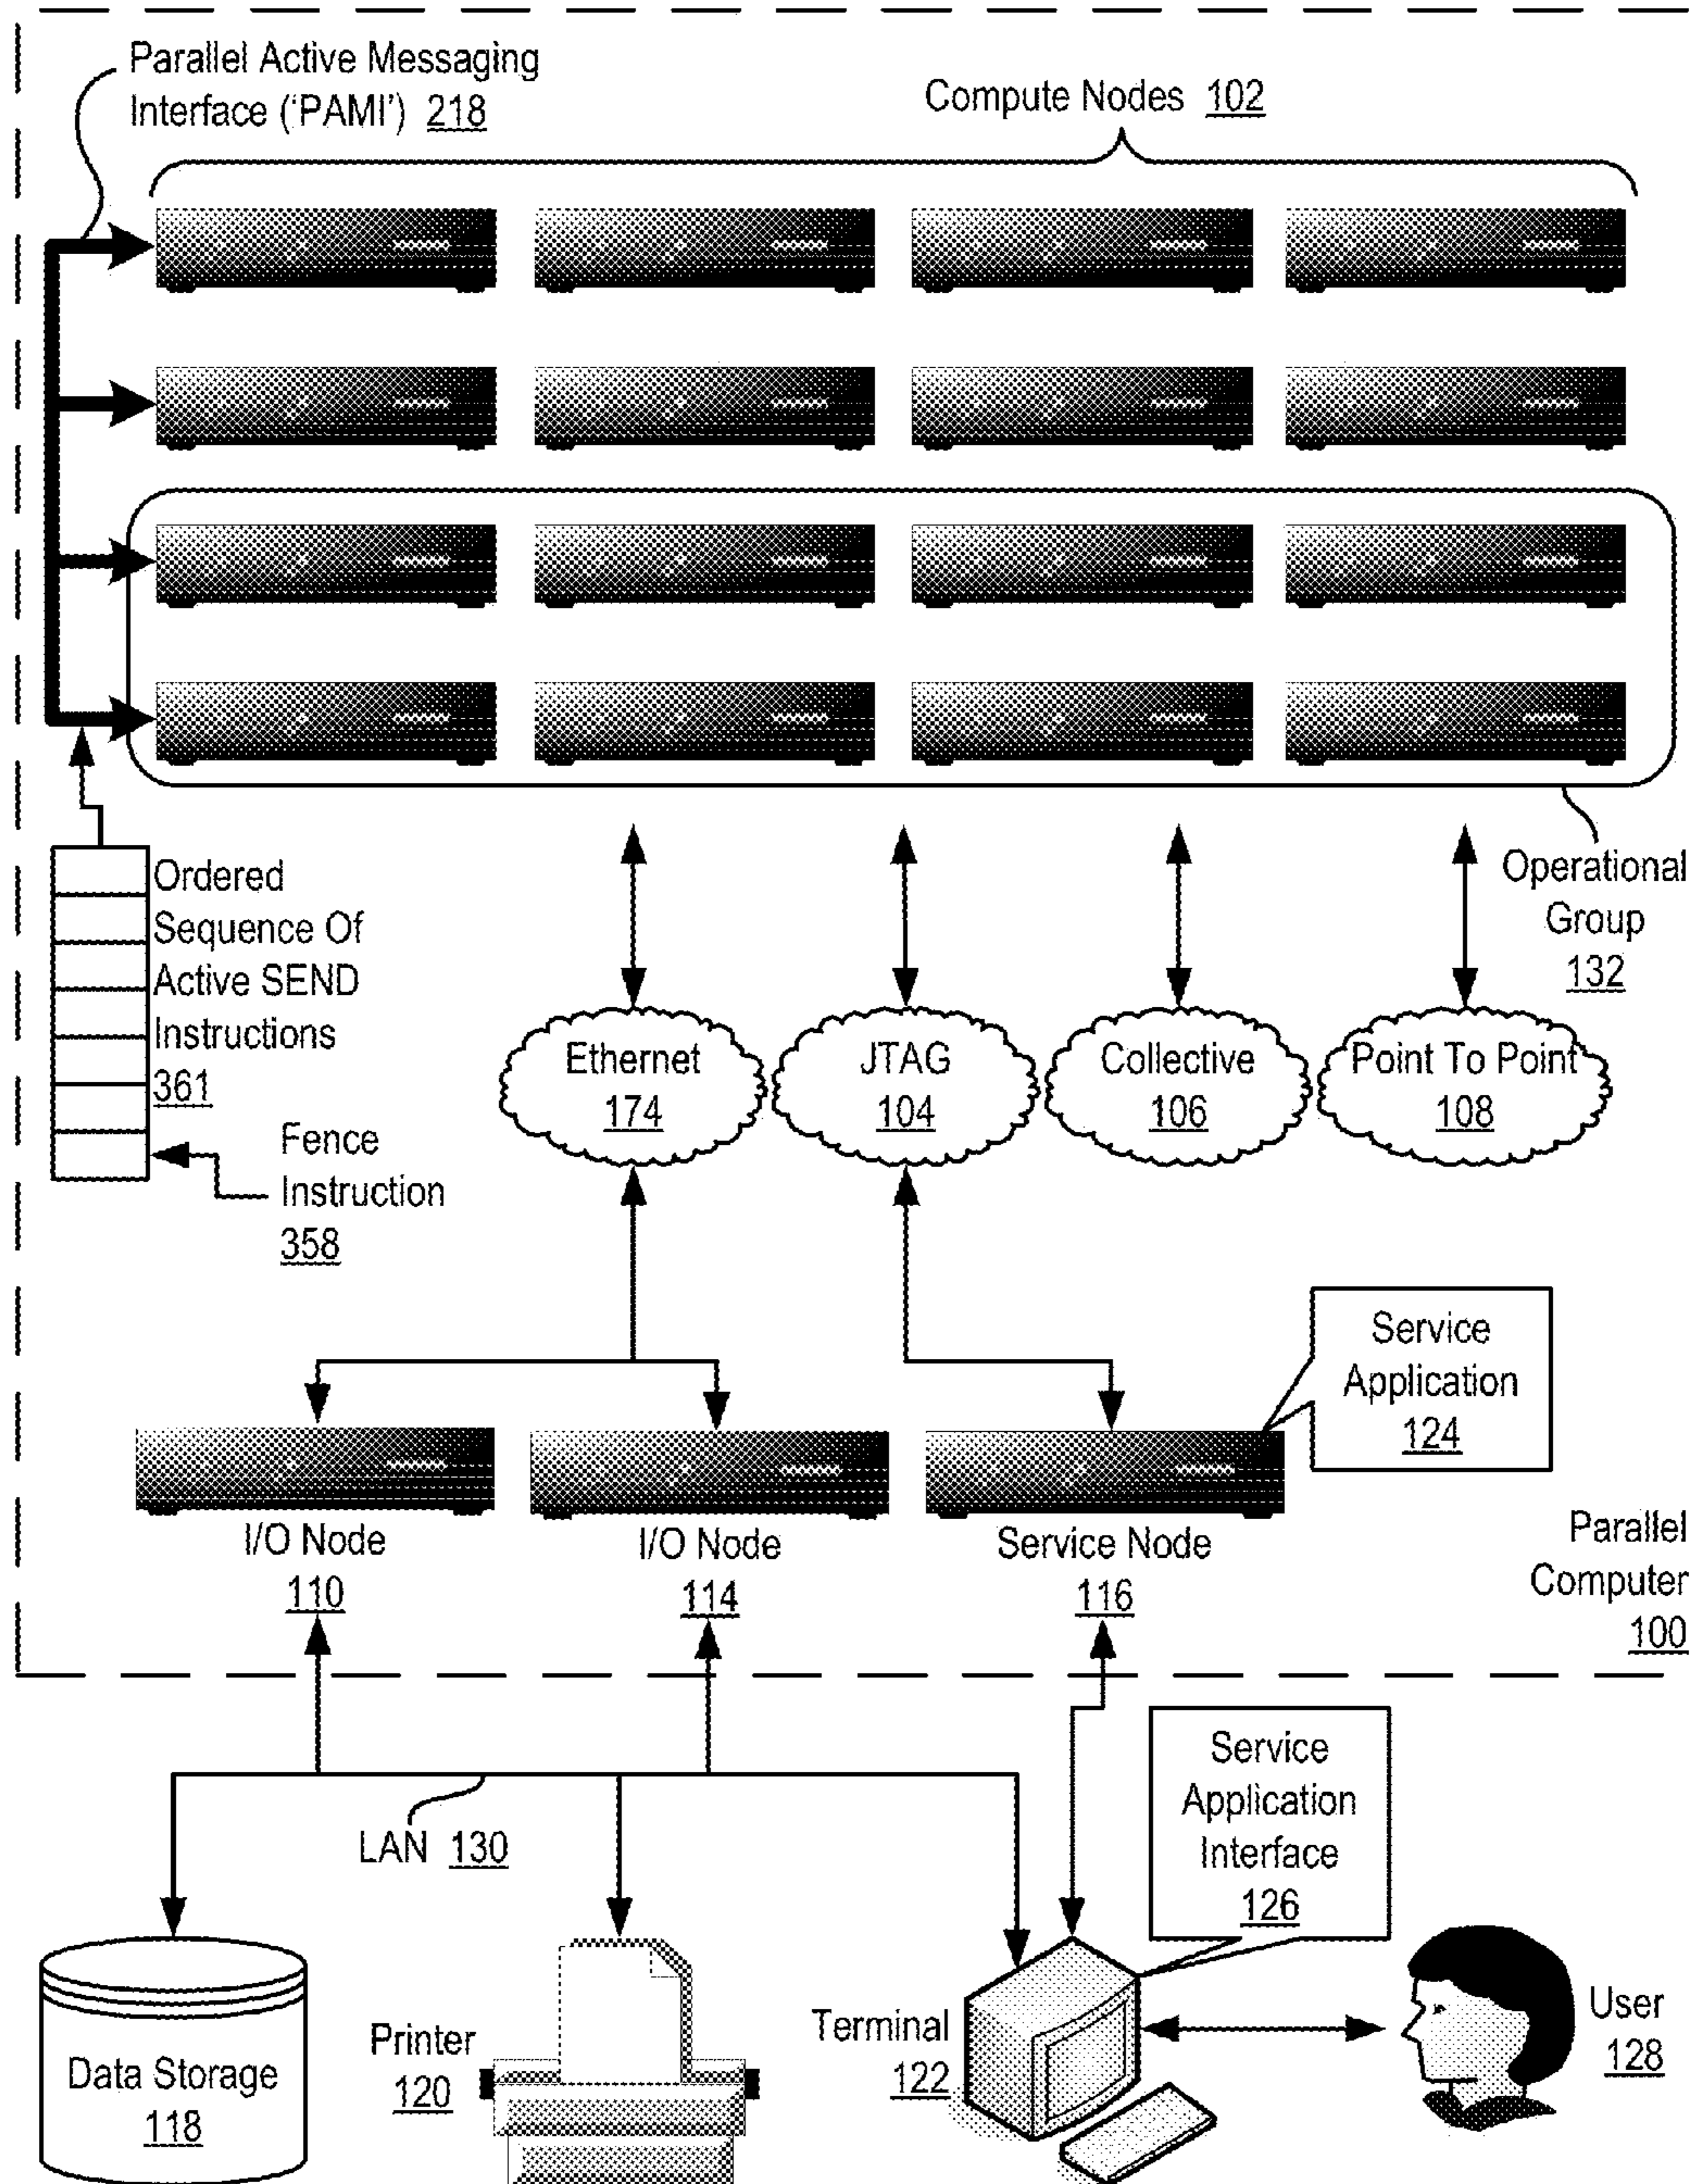 Parallel Active Messaging
Interface ('PAMI') 218
Compute Nodes 102
Ordered
Sequence Of
Active SEND
Instructions
361
Fence
Instruction
358
Operational
Group
132
Ethernet
174
JTAG
104
Collective
106
Point To Point
108
Service
Application
124
I/O Node
110
I/O Node
114
Service Node
116
Parallel
Computer
100
LAN 130
Service
Application
Interface
126
Data Storage
118
Printer
120
Terminal
122
User
128